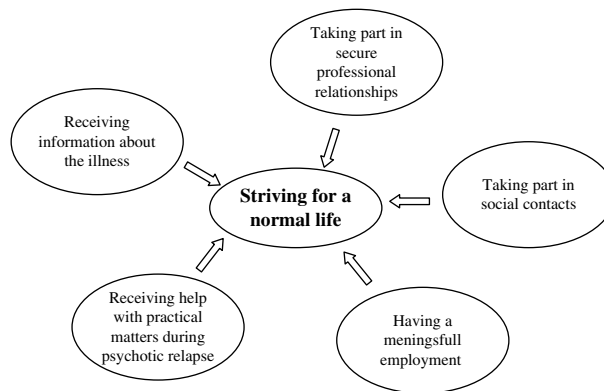 Taking part in
secure
professional
relationships
Receiving
information about
the illness
Striving for a
normal life
Taking part in
social contacts
Receiving help
with practical
matters during
psychotic relapse
Having a
meningsfull
employment